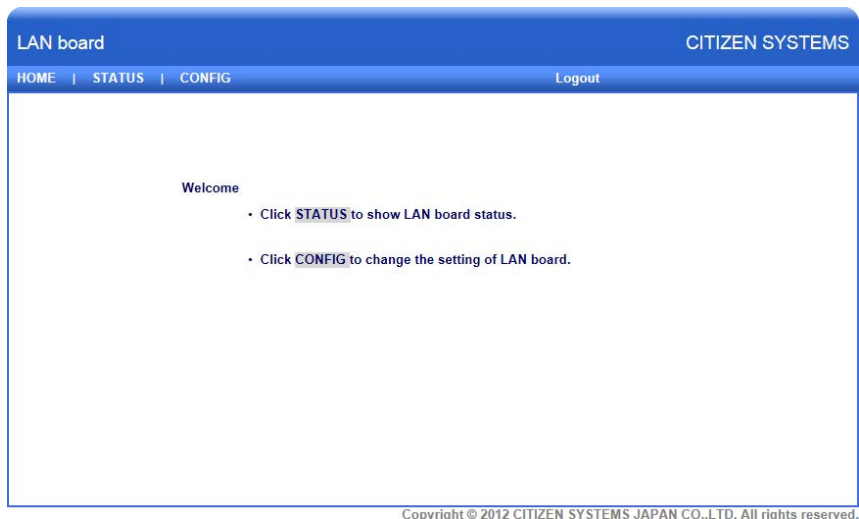 LAN board CITIZEN SYSTEMS
HOME | STATUS | CONFIG Logout
Welcome
• Click STATUS to show LAN board status.
• Click CONFIG to change the setting of LAN board.
Copyright © 2012 CITIZEN SYSTEMS JAPAN CO.,LTD. All rights reserved.